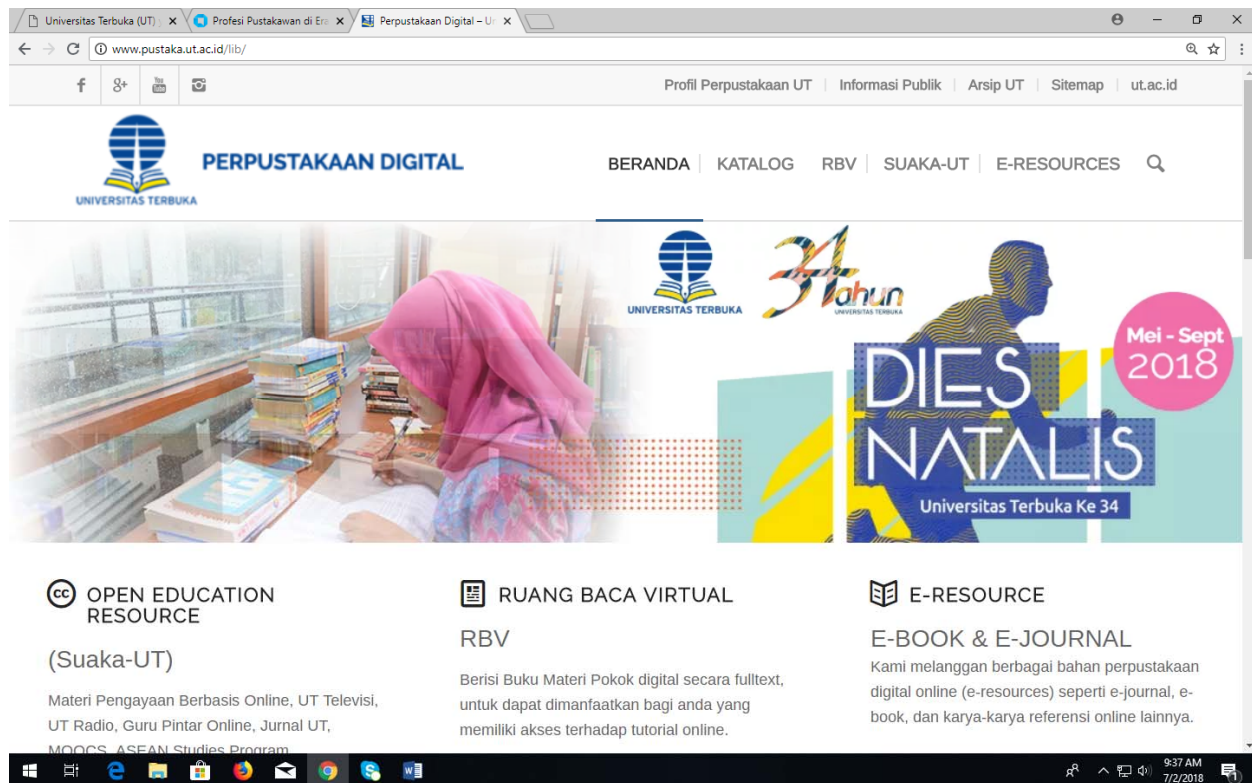 Universitas Terbuka (UT)
Profesi Pustakawan di Era
Perpustakaan Digital – Un
www.pustaka.ut.ac.id/lib/
Profil Perpustakaan UT
Informasi Publik
Arsip UT
Sitemap
ut.ac.id
UNIVERSITAS TERBUKA
PERPUSTAKAAN DIGITAL
BERANDA
KATALOG
RBV
SUAKA-UT
E-RESOURCES
UNIVERSITAS TERBUKA
34 Tahun
UNIVERSITAS TERBUKA
Mei - Sept
2018
DIES
NATALIS
Universitas Terbuka Ke 34
OPEN EDUCATION
RESOURCE
(Suaka-UT)
Materi Pengayaan Berbasis Online, UT Televisi,
UT Radio, Guru Pintar Online, Jurnal UT,
MOOCS, ASEAN Studies Program
RUANG BACA VIRTUAL
RBV
Berisi Buku Materi Pokok digital secara fulltext,
untuk dapat dimanfaatkan bagi anda yang
memiliki akses terhadap tutorial online.
E-RESOURCE
E-BOOK & E-JOURNAL
Kami melanggan berbagai bahan perpustakaan
digital online (e-resources) seperti e-journal, e-
book, dan karya-karya referensi online lainnya.
9:37 AM
7/2/2018